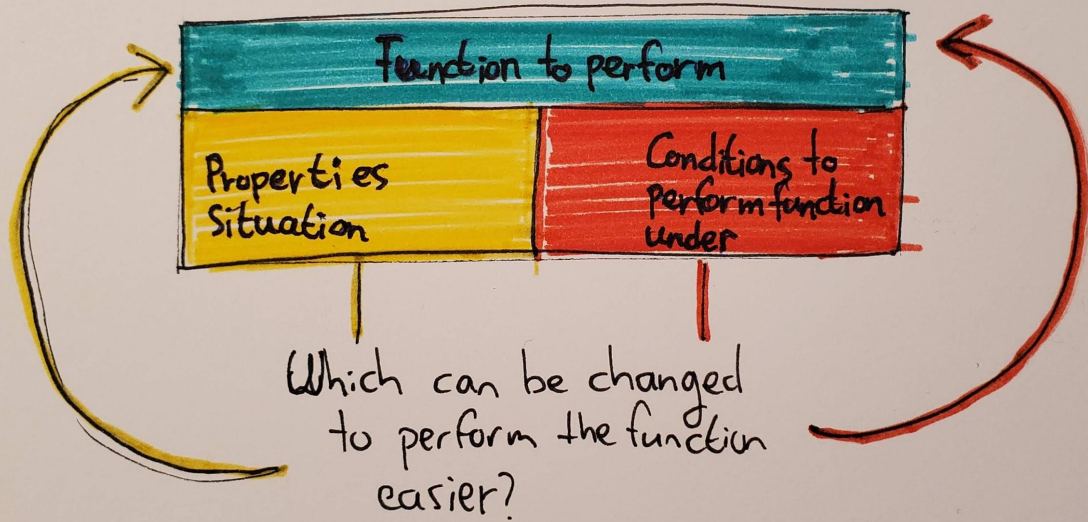 Function to perform
Properties
Situation
Conditions to
perform function
under
Which can be changed
to perform the function
easier?